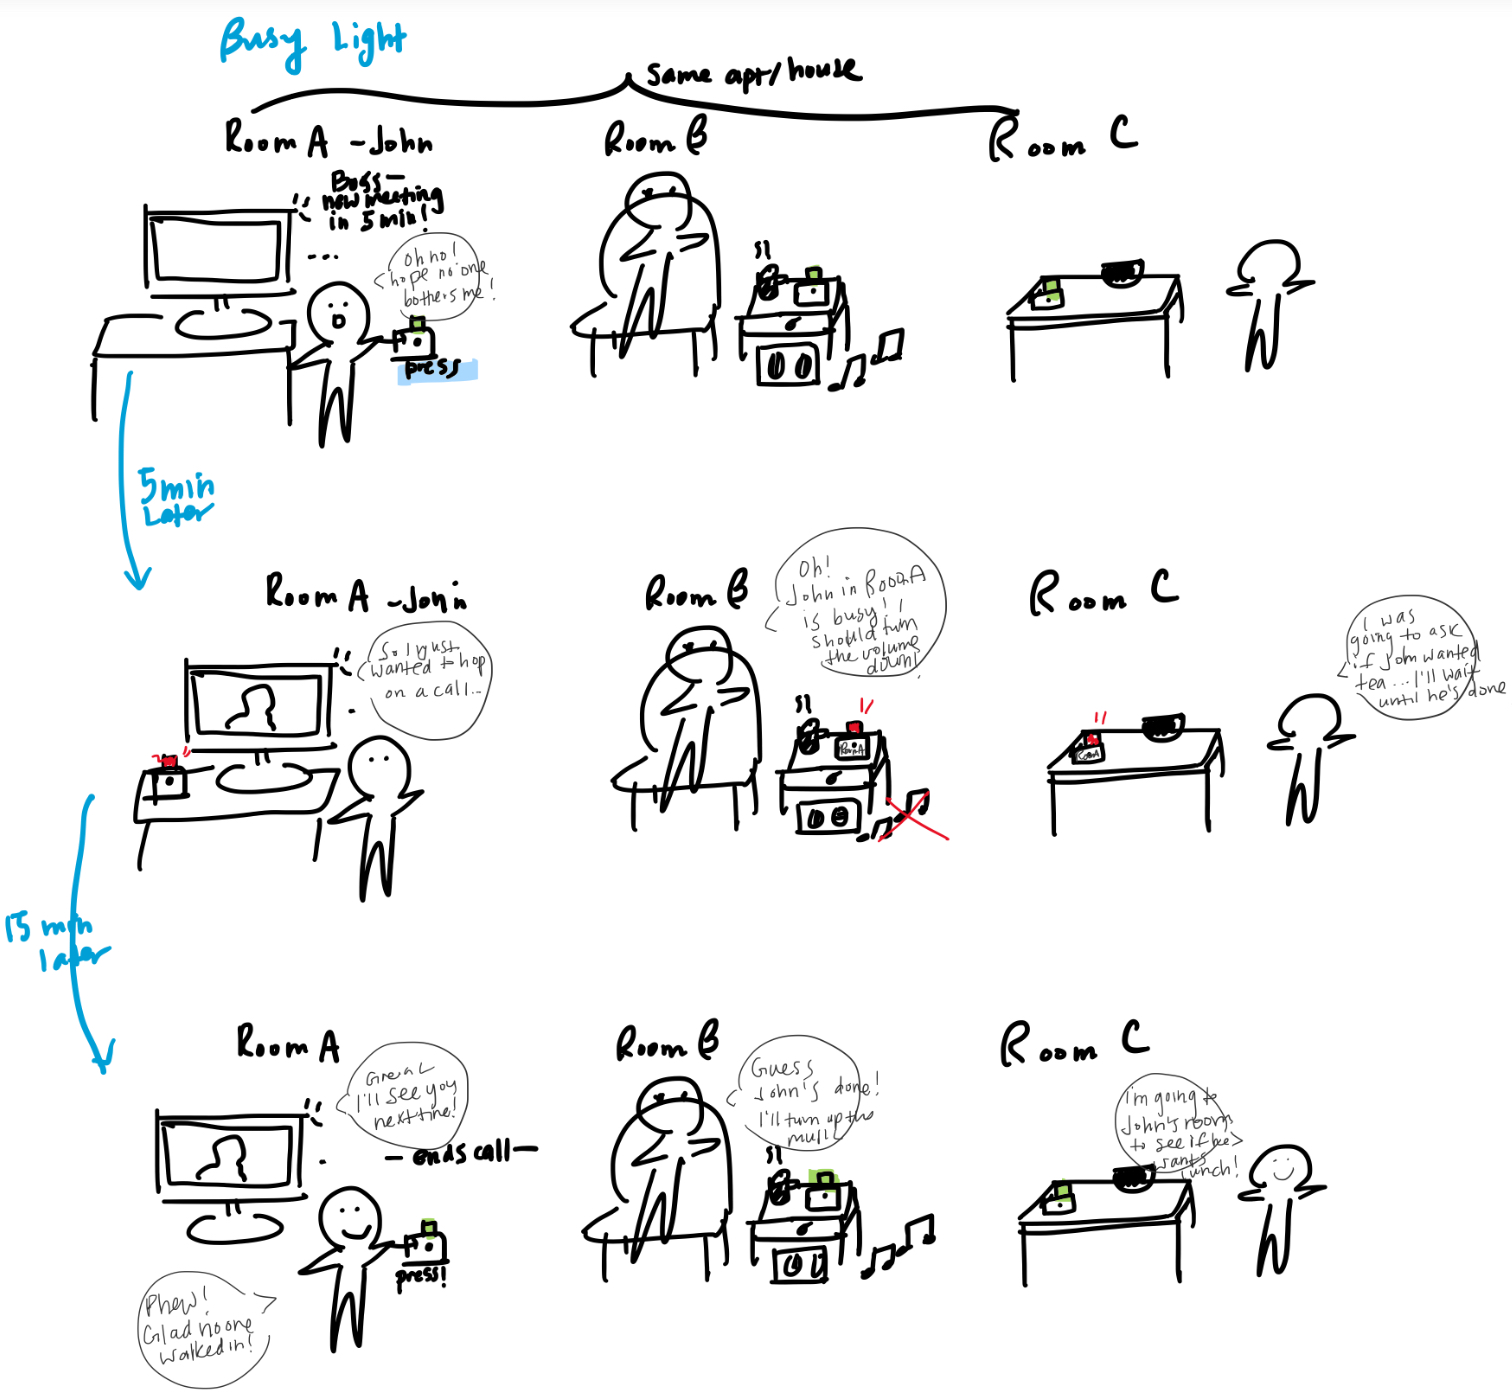 Busy Light
same apt/house
Room A - John
Room B
Room C
Boss -
new meeting
in 5 min!
...
Oh no!
hope no one
bothers me!
press
5 min
Later
Room A - John
So I just
wanted to hop
on a call...
Room B
Oh!
John in Room A
is busy! I
should turn
the volume
down!
Room A
Room C
I was
going to ask
if John wanted
tea... I'll wait
until he's done
RoomA
15 min
later
Room A
Great
I'll see you
next time!
- ends call -
press!
Phew!
Glad no one
walked in!
Room B
Guess
John's done!
I'll turn up the
Room C
I'm going to
John's room
to see if he
wants
lunch!